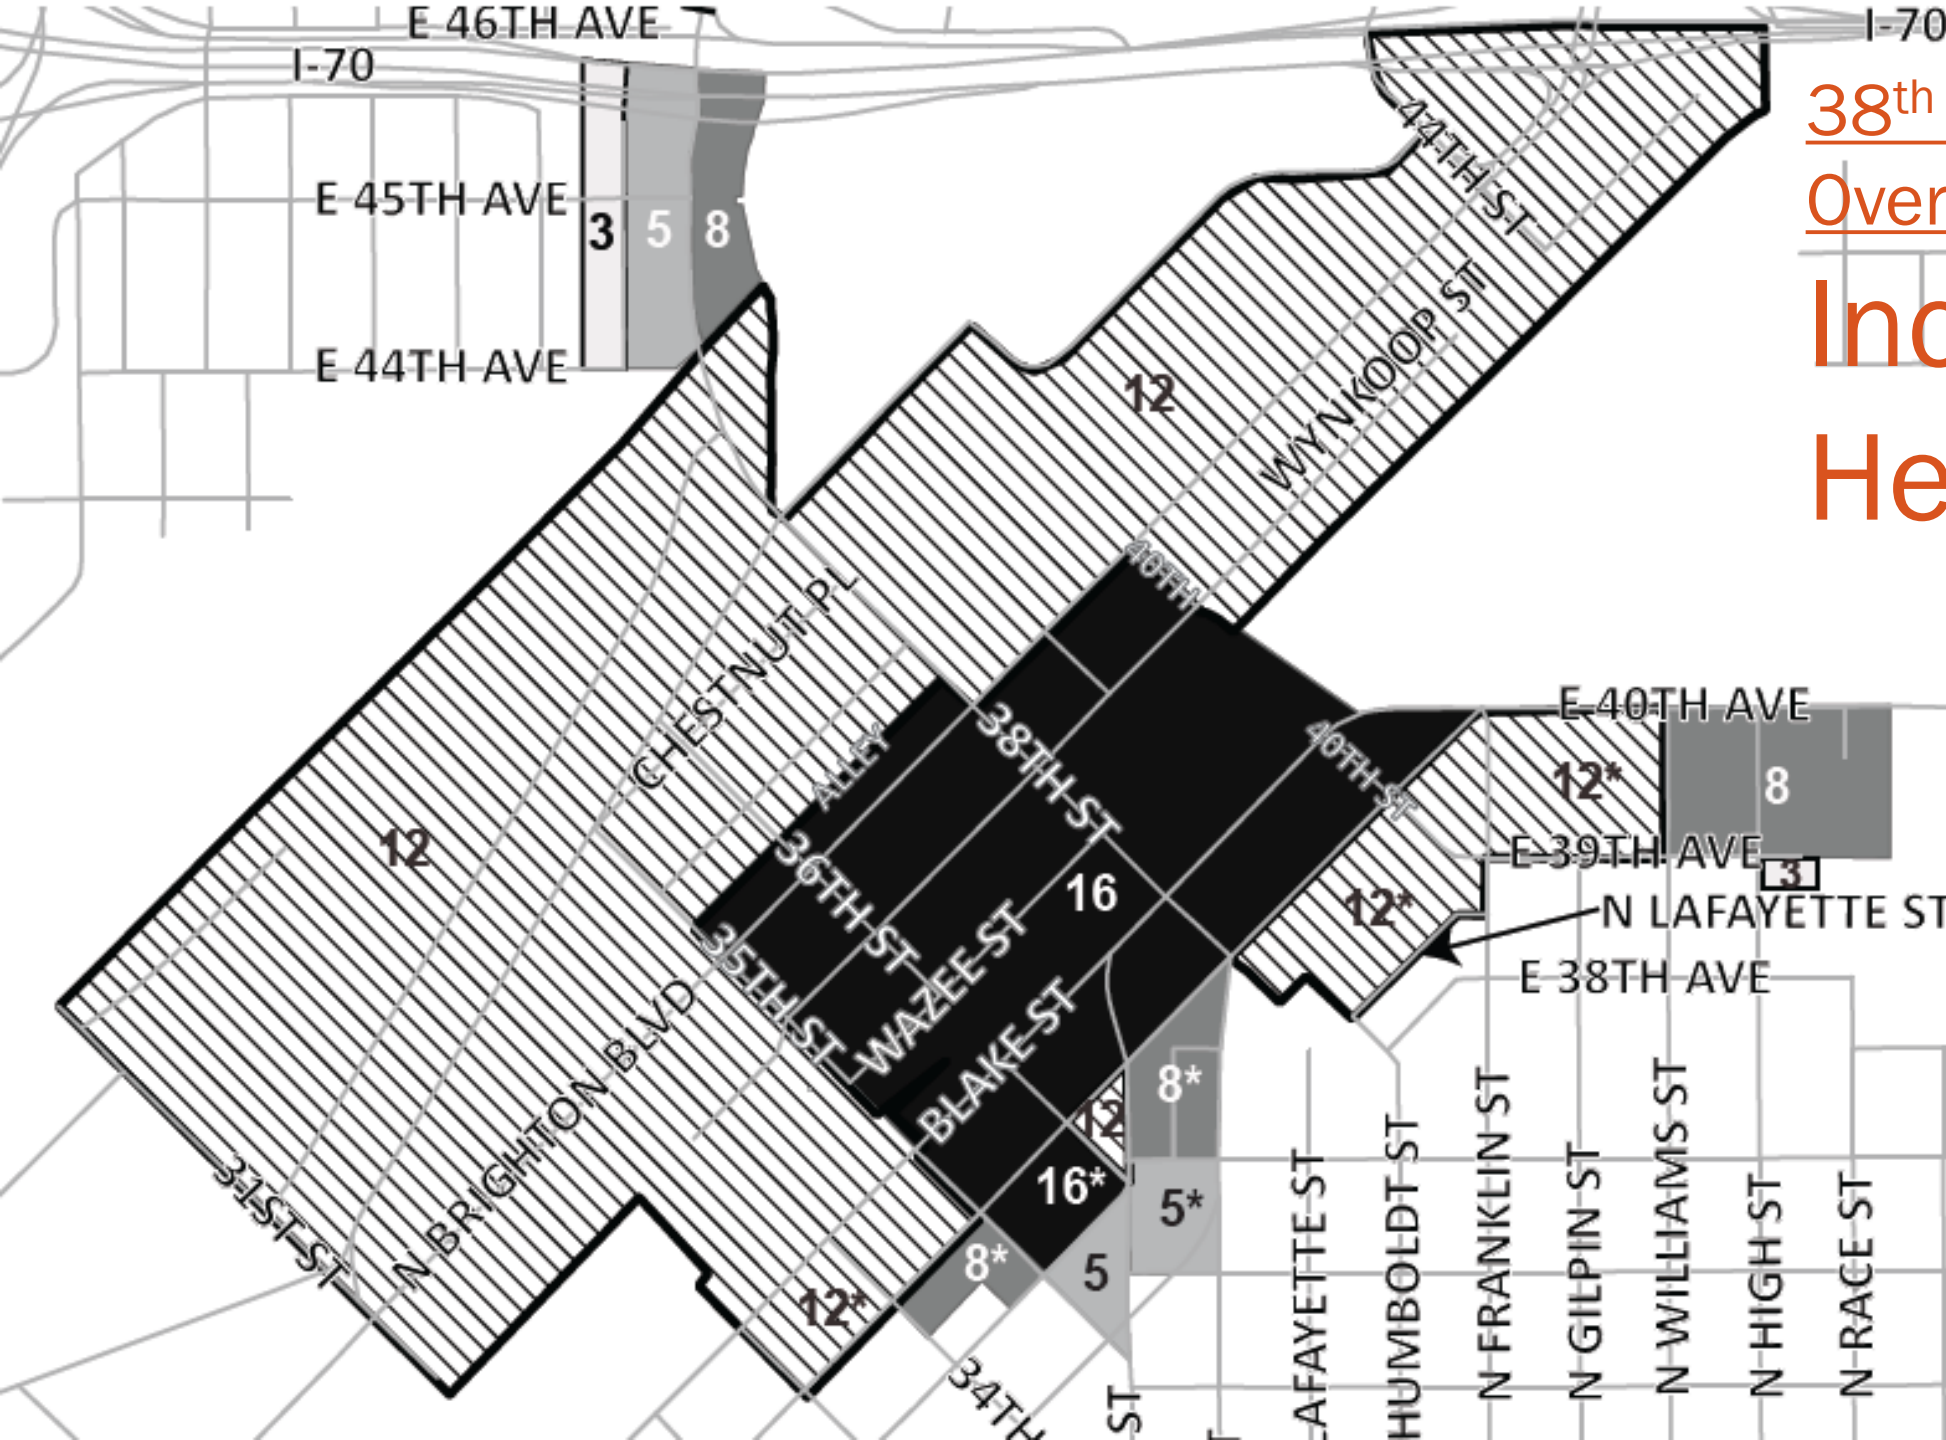 E 46TH AVE
I-70
I-70
38th
Over
E 45TH AVE
3
5
8
44TH ST
WYNKOOP ST
E 44TH AVE
12
40TH
CHESTNUT PL
ALLEY
38TH ST
E 40TH AVE
40TH ST
12*
8
12
36TH ST
16
E 39TH AVE
3
12*
N LAFAYETTE ST
35TH ST
WAZEE ST
E 38TH AVE
BLAKE ST
N BRIGHTON BLVD
8*
12
16*
5*
31ST ST
8*
5
12*
34TH
ST
LAFAYETTE ST
HUMBOLDT ST
N FRANKLIN ST
N GILPIN ST
N WILLIAMS ST
N HIGH ST
N RACE ST